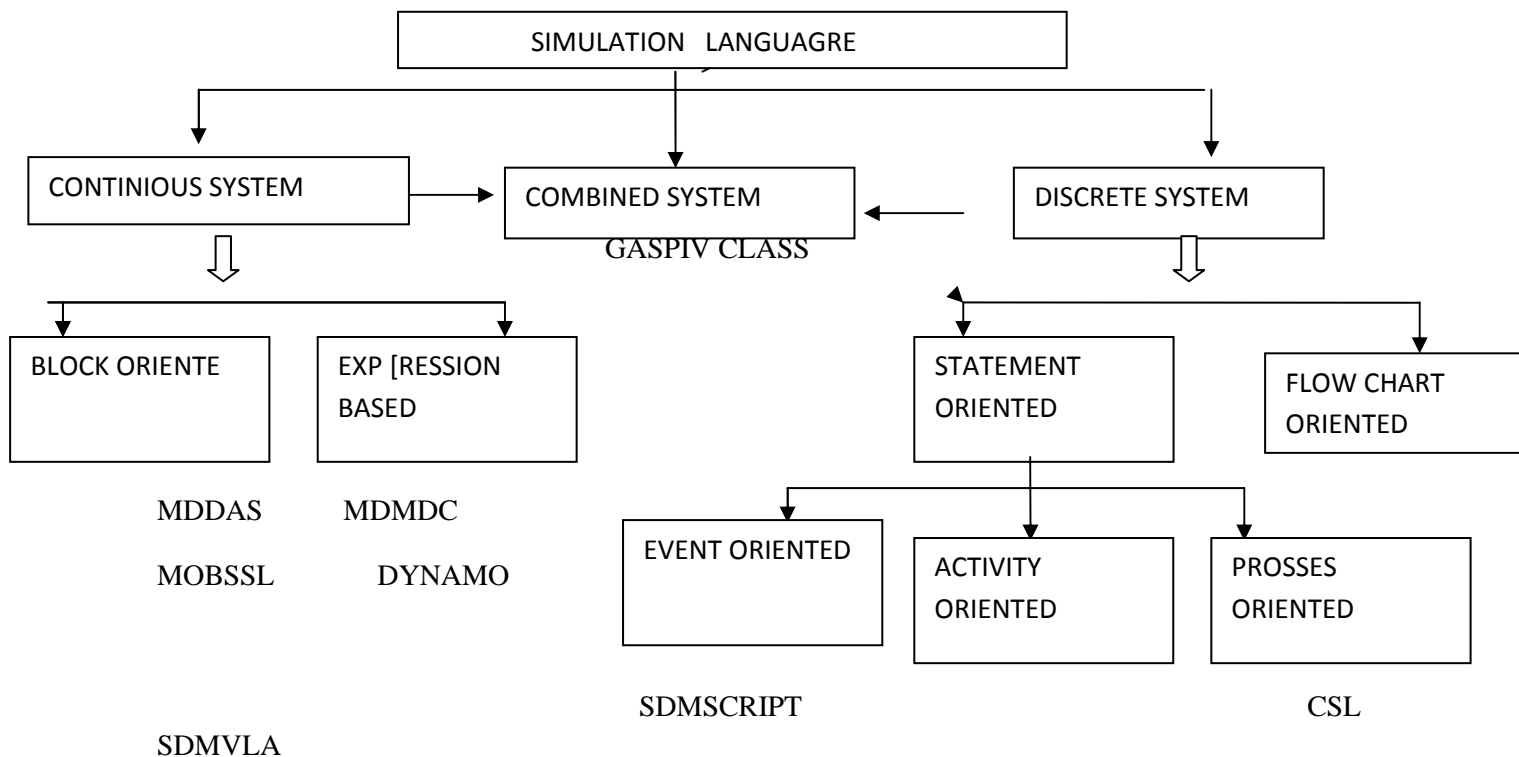 SIMULATION LANGUAGRE
CONTINIOUS SYSTEM
COMBINED SYSTEM
DISCRETE SYSTEM
GASPIV CLASS
BLOCK ORIENTE
EXP [RESSION
BASED
STATEMENT
ORIENTED
FLOW CHART
ORIENTED
MDDAS
MDMDC
MOBSSL
DYNAMO
EVENT ORIENTED
ACTIVITY
ORIENTED
PROSSES
ORIENTED
SDMSCRIPT
CSL
SDMVLA